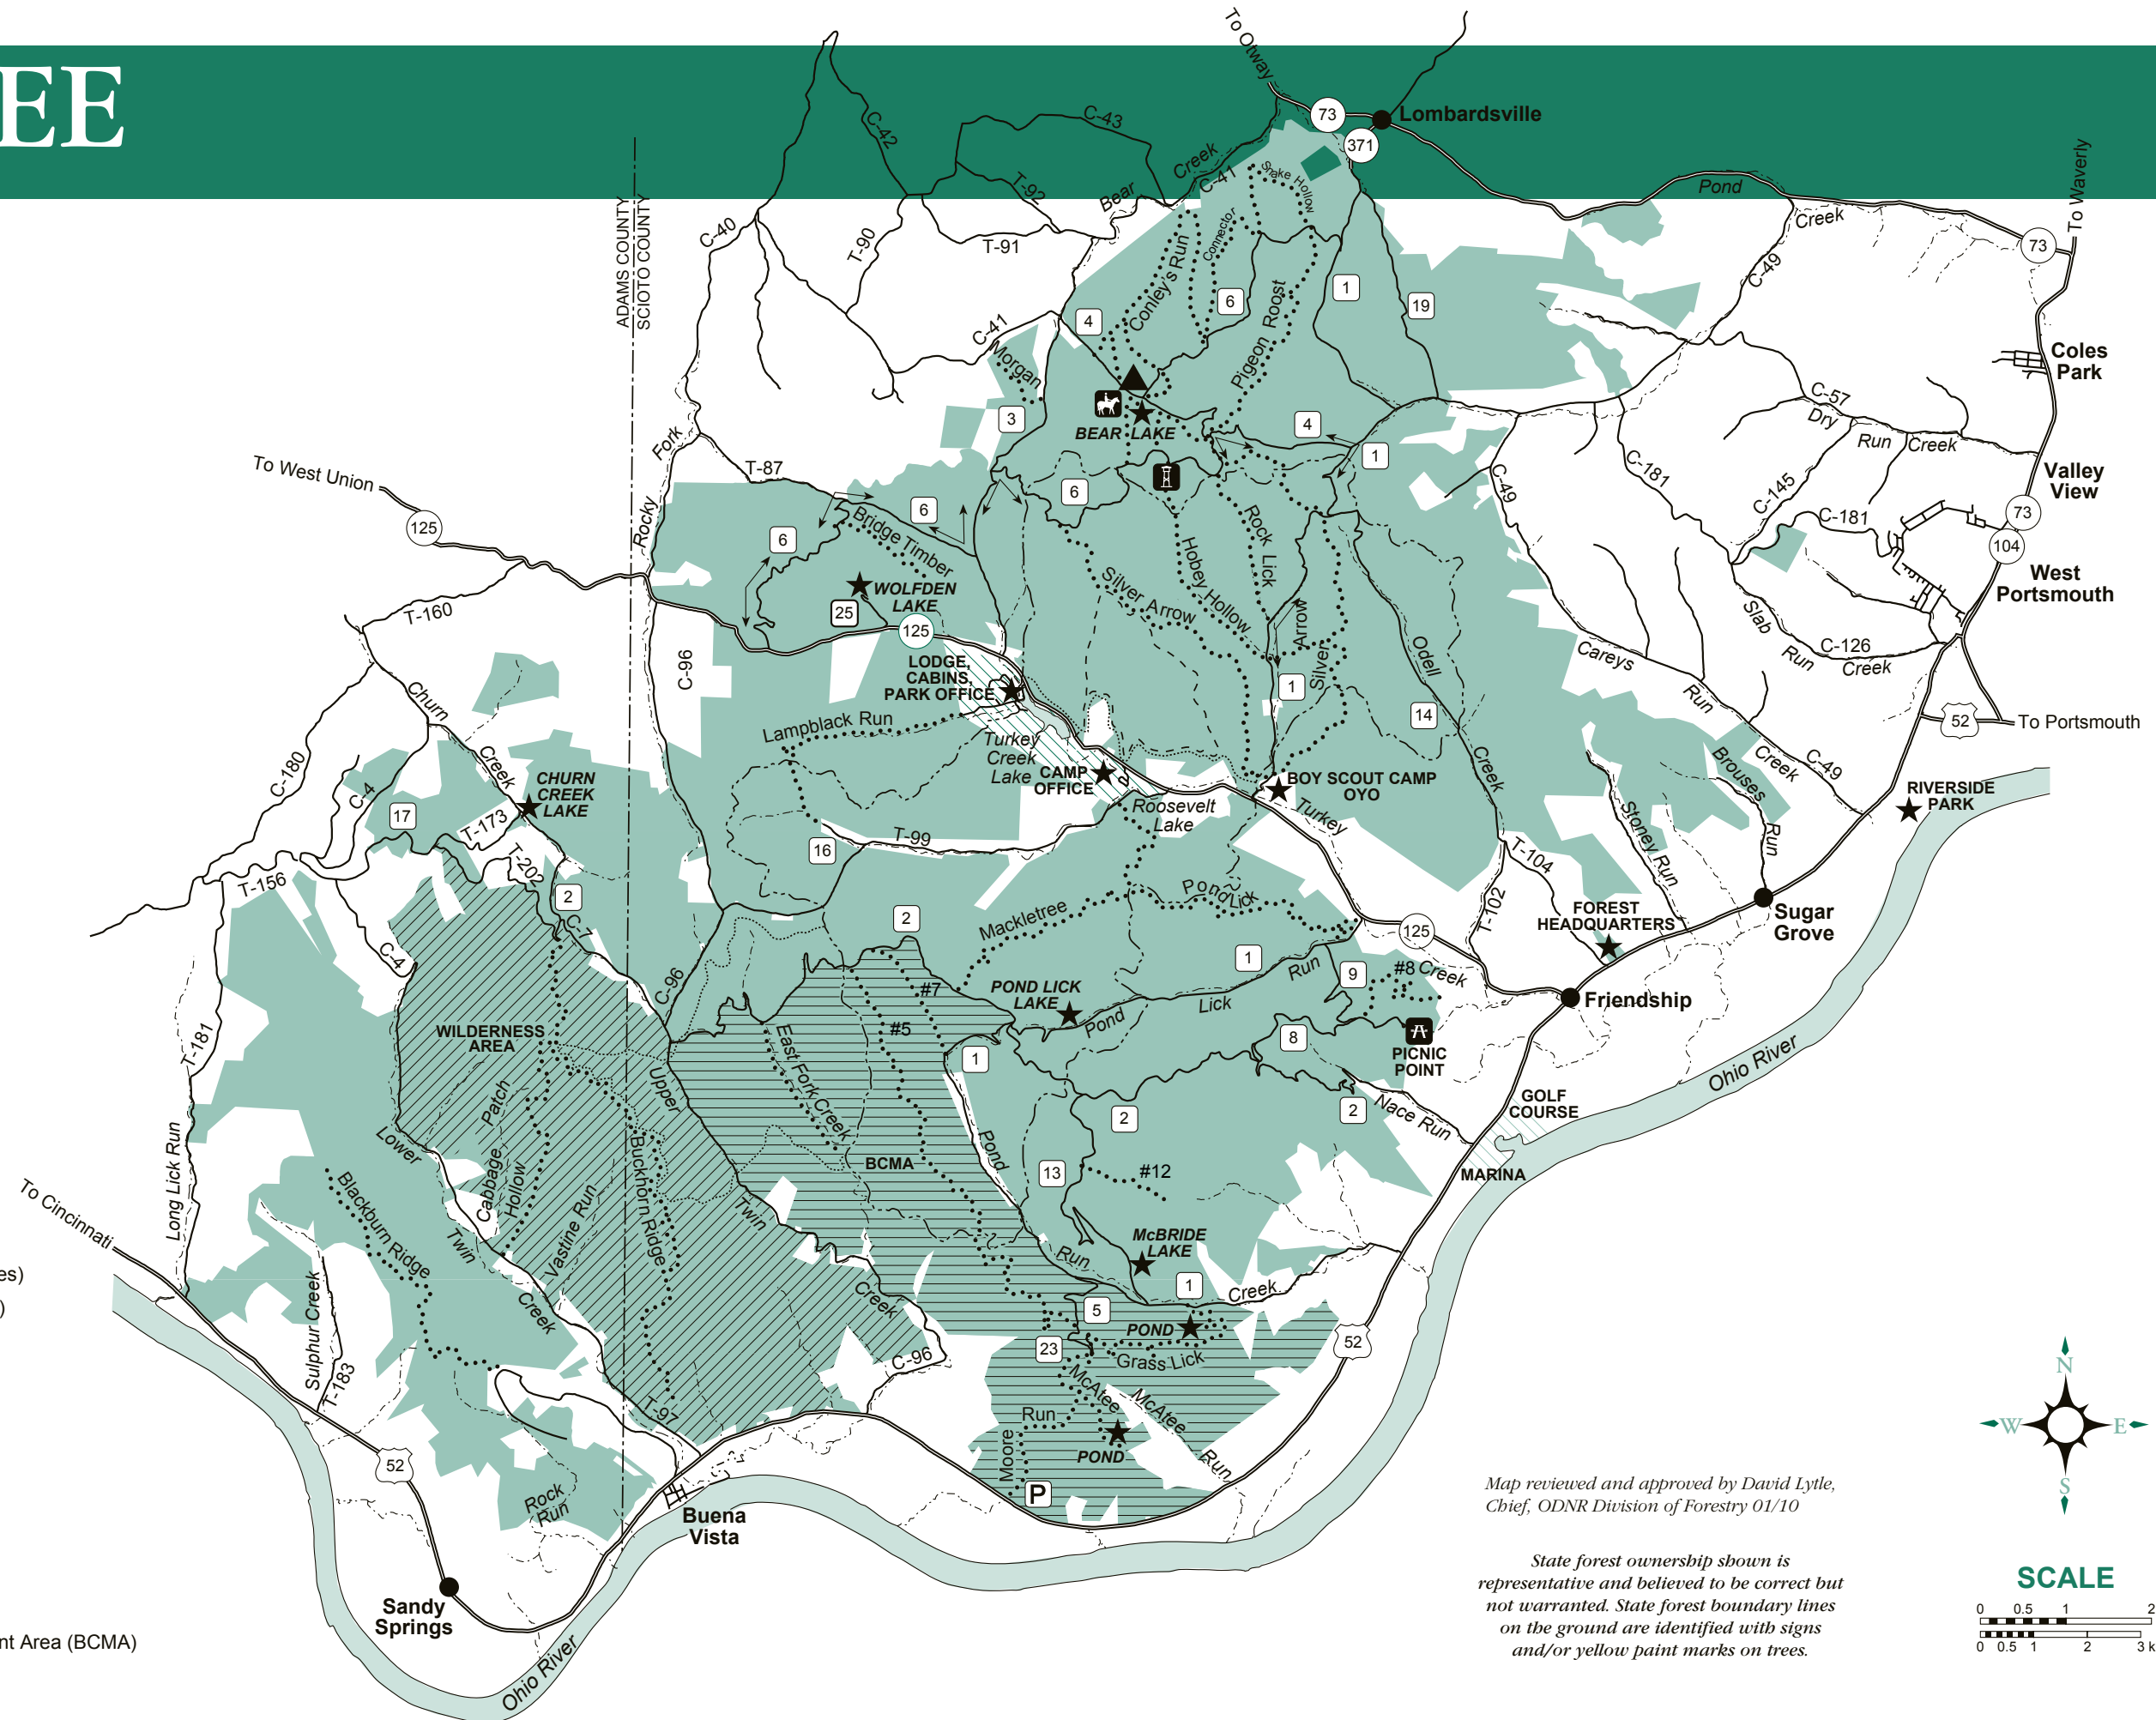 EE
To Otway
73
Lombardsville
371
C-42
C-43
T-92
Bear
Creek
C-41
Snake Hollow
Pond
Creek
To Waverly
73
ADAMS COUNTY
SCIOTO COUNTY
C-40
T-90
T-91
Conley's Run
Connector
6
1
19
C-49
4
Pigeon Roost
C-41
Morgan
3
BEAR LAKE
4
1
Coles
Park
C-57
Dry
Run
Creek
Valley
View
Fork
Rocky
T-87
To West Union
125
6
6
6
Bridge Timber
WOLFDEN
LAKE
25
125
C-49
C-181
C-145
C-181
73
104
West
Portsmouth
Rock Lick
Hobey Hollow
Silver Arrow
Arrow
Silver
1
Odell
14
Creek
Slab
Run
C-126
Creek
Careys
Run
Creek
C-49
52
To Portsmouth
T-160
C-96
LODGE,
CABINS,
PARK OFFICE
Lampblack Run
Turkey
Creek
Lake
CAMP
OFFICE
Roosevelt
Lake
BOY SCOUT CAMP
OYO
Turkey
Brouses
Run
RIVERSIDE
PARK
Churn
Creek
CHURN
CREEK
LAKE
C-180
C-4
17
T-173
T-202
T-156
2
C-7
16
T-99
Stoney Run
T-104
T-102
FOREST
HEADQUARTERS
Sugar
Grove
2
Mackletree
Pond Lick
125
C-4
C-96
1
Run
9
#8
Creek
#7
POND LICK
LAKE
Lick
Pond
Friendship
T-181
WILDERNESS
AREA
#5
East Fork Creek
1
8
PICNIC
POINT
Upper
Patch
Cabbage
Hollow
Long Lick Run
Lower
2
2
Nace Run
GOLF
COURSE
Ohio River
Buckhorn Ridge
BCMA
Pond
13
#12
MARINA
Blackburn Ridge
Twin
Vastine Run
Twin
To Cincinnati
McBRIDE
LAKE
Run
es)
)
Sulphur Creek
Creek
Creek
1
Creek
5
POND
23
Grass Lick
52
C-96
T-183
McAtee
McAtee
Run
Run
Moore
POND
T-97
52
P
Rock
Run
Buena
Vista
Sandy
Springs
Ohio River
nt Area (BCMA)
Map reviewed and approved by David Lytle,
Chief, ODNR Division of Forestry 01/10
State forest ownership shown is
representative and believed to be correct but
not warranted. State forest boundary lines
on the ground are identified with signs
and/or yellow paint marks on trees.
N
W
E
S
SCALE
0 0.5 1 2
0 0.5 1 2 3 k